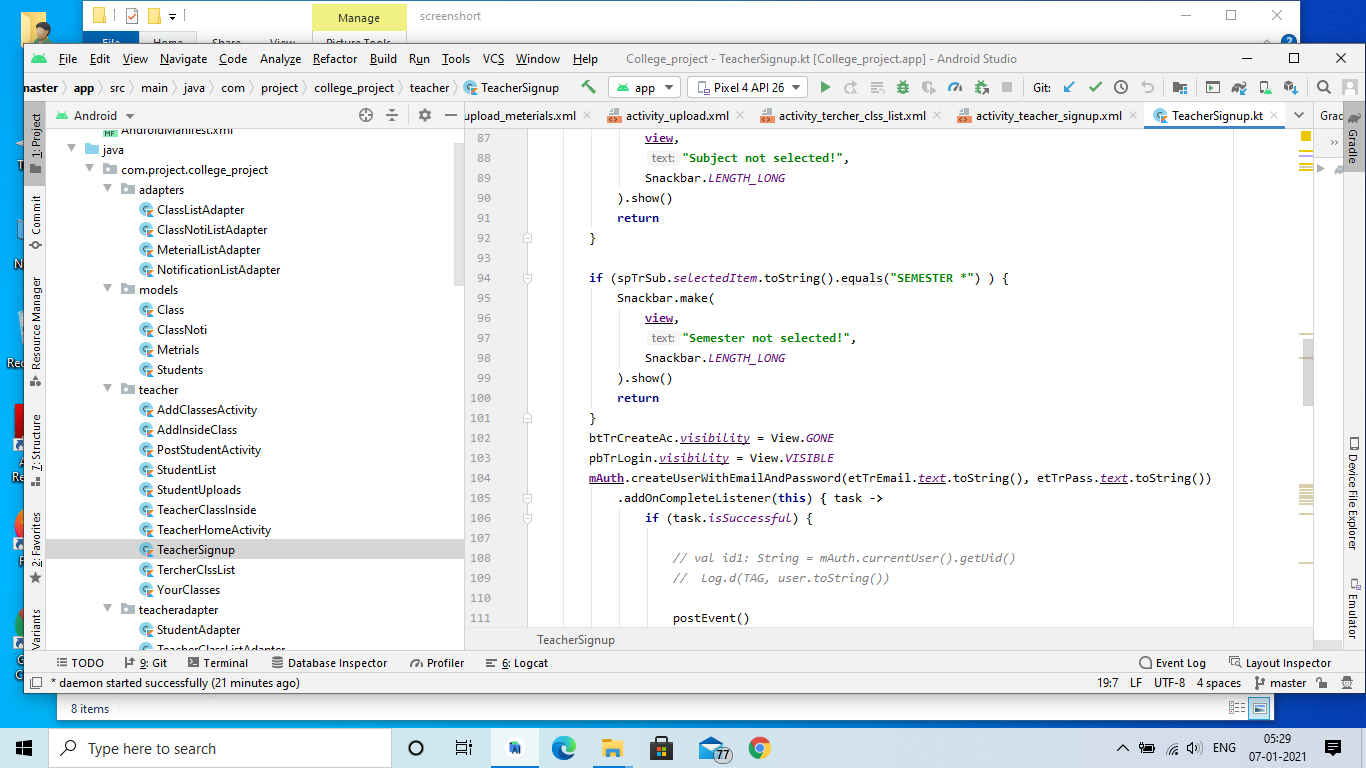 Manage
screenshort
File
Home
Share
View
Picture Tools
File Edit View Navigate Code Analyze Refactor Build Run Tools VCS Window Help
College_project - TeacherSignup.kt [College_project.app] - Android Studio
master app src main java com project college_project teacher TeacherSignup
app
Pixel 4 API 26
Git:
Android
upload_meterials.xml
activity_upload.xml
activity_tercher_clss_list.xml
activity_teacher_signup.xml
TeacherSignup.kt
Grad
1: Project
Commit
Resource Manager
7: Structure
2: Favorites
Variants
AndroidManifest.xml
java
com.project.college_project
adapters
ClassListAdapter
ClassNotiListAdapter
MeterialListAdapter
NotificationListAdapter
models
Class
ClassNoti
Metrials
Students
teacher
AddClassesActivity
AddInsideClass
PostStudentActivity
StudentList
StudentUploads
TeacherClassInside
TeacherHomeActivity
TeacherSignup
TercherClssList
YourClasses
teacheradapter
StudentAdapter
TeacherClassListAdapter
87 view,
88 text: "Subject not selected!",
89 Snackbar.LENGTH_LONG
90 ).show()
91 return
92 }
93
94 if (spTrSub.selectedItem.toString().equals("SEMESTER *") ) {
95 Snackbar.make(
96 view,
97 text: "Semester not selected!",
98 Snackbar.LENGTH_LONG
99 ).show()
100 return
101 }
102 btTrCreateAc.visibility = View.GONE
103 pbTrLogin.visibility = View.VISIBLE
104 mAuth.createUserWithEmailAndPassword(etTrEmail.text.toString(), etTrPass.text.toString())
105 .addOnCompleteListener(this) { task ->
106 if (task.isSuccessful) {
107
108 // val id1: String = mAuth.currentUser().getUid()
109 // Log.d(TAG, user.toString())
110
111 postEvent()
TeacherSignup
Gradle
Device File Explorer
Emulator
TODO
9: Git
Terminal
Database Inspector
Profiler
6: Logcat
Event Log
Layout Inspector
* daemon started successfully (21 minutes ago)
19:7 LF UTF-8 4 spaces master
8 items
Type here to search
77
ENG
05:29
07-01-2021